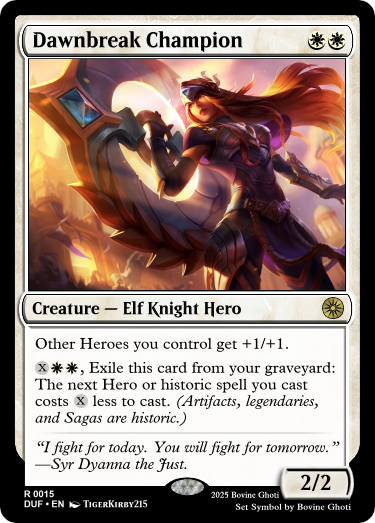 Dawnbreak Champion
Creature — Elf Knight Hero
Other Heroes you control get +1/+1.
X, Exile this card from your graveyard:
The next Hero or historic spell you cast
costs X less to cast. (Artifacts, legendaries,
and Sagas are historic.)
“I fight for today. You will fight for tomorrow.”
—Syr Dyanna the Just.
2/2
R 0015
DUF • EN TigerKirby215
2025 Bovine Ghoti
Set Symbol by Bovine Ghoti